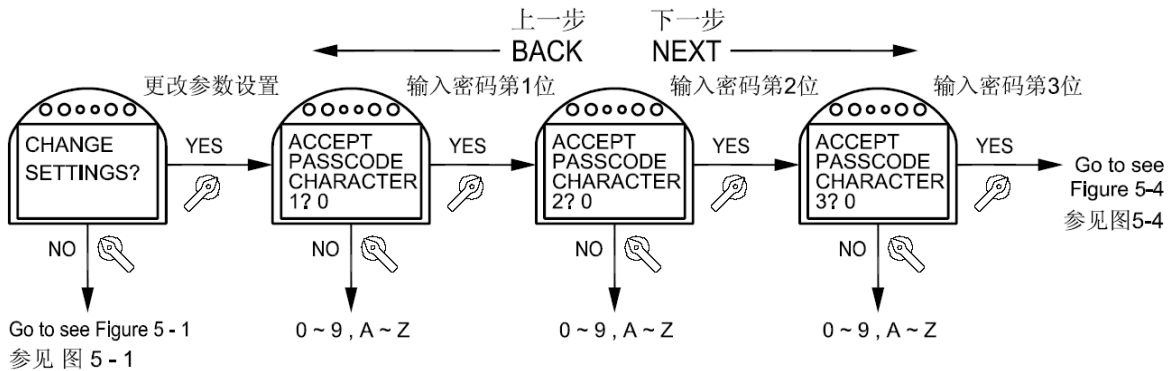 上一步
下一步
BACK
NEXT
更改参数设置
输入密码第1位
输入密码第2位
输入密码第3位
CHANGE
SETTINGS?
YES
ACCEPT
PASSCODE
CHARACTER
1? 0
YES
ACCEPT
PASSCODE
CHARACTER
2? 0
YES
ACCEPT
PASSCODE
CHARACTER
3? 0
YES
Go to see
Figure 5-4
参见图5-4
NO
NO
NO
NO
Go to see Figure 5 - 1
参见 图 5 - 1
0 ~ 9 , A ~ Z
0 ~ 9 , A ~ Z
0 ~ 9 , A ~ Z